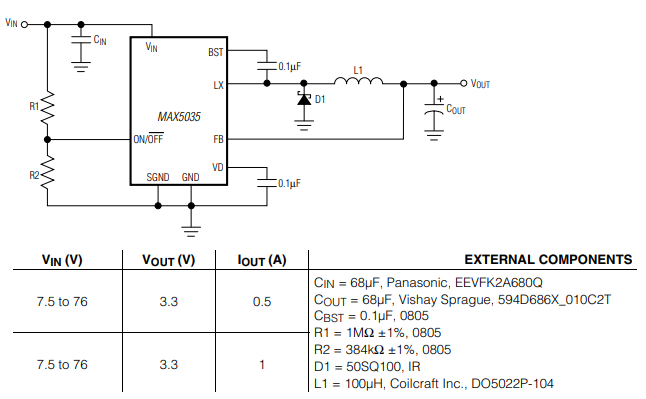 VIN
CIN
VIN
BST
0.1µF
LX
L1
VOUT
D1
COUT
+
R1
MAX5035
ON/OFF
FB
R2
VD
0.1µF
SGND GND
VIN (V) VOUT (V) IOUT (A) EXTERNAL COMPONENTS
7.5 to 76 3.3 0.5
7.5 to 76 3.3 1
CIN = 68µF, Panasonic, EEVFK2A680Q
COUT = 68µF, Vishay Sprague, 594D686X_010C2T
CBST = 0.1µF, 0805
R1 = 1MΩ ±1%, 0805
R2 = 384kΩ ±1%, 0805
D1 = 50SQ100, IR
L1 = 100µH, Coilcraft Inc., DO5022P-104